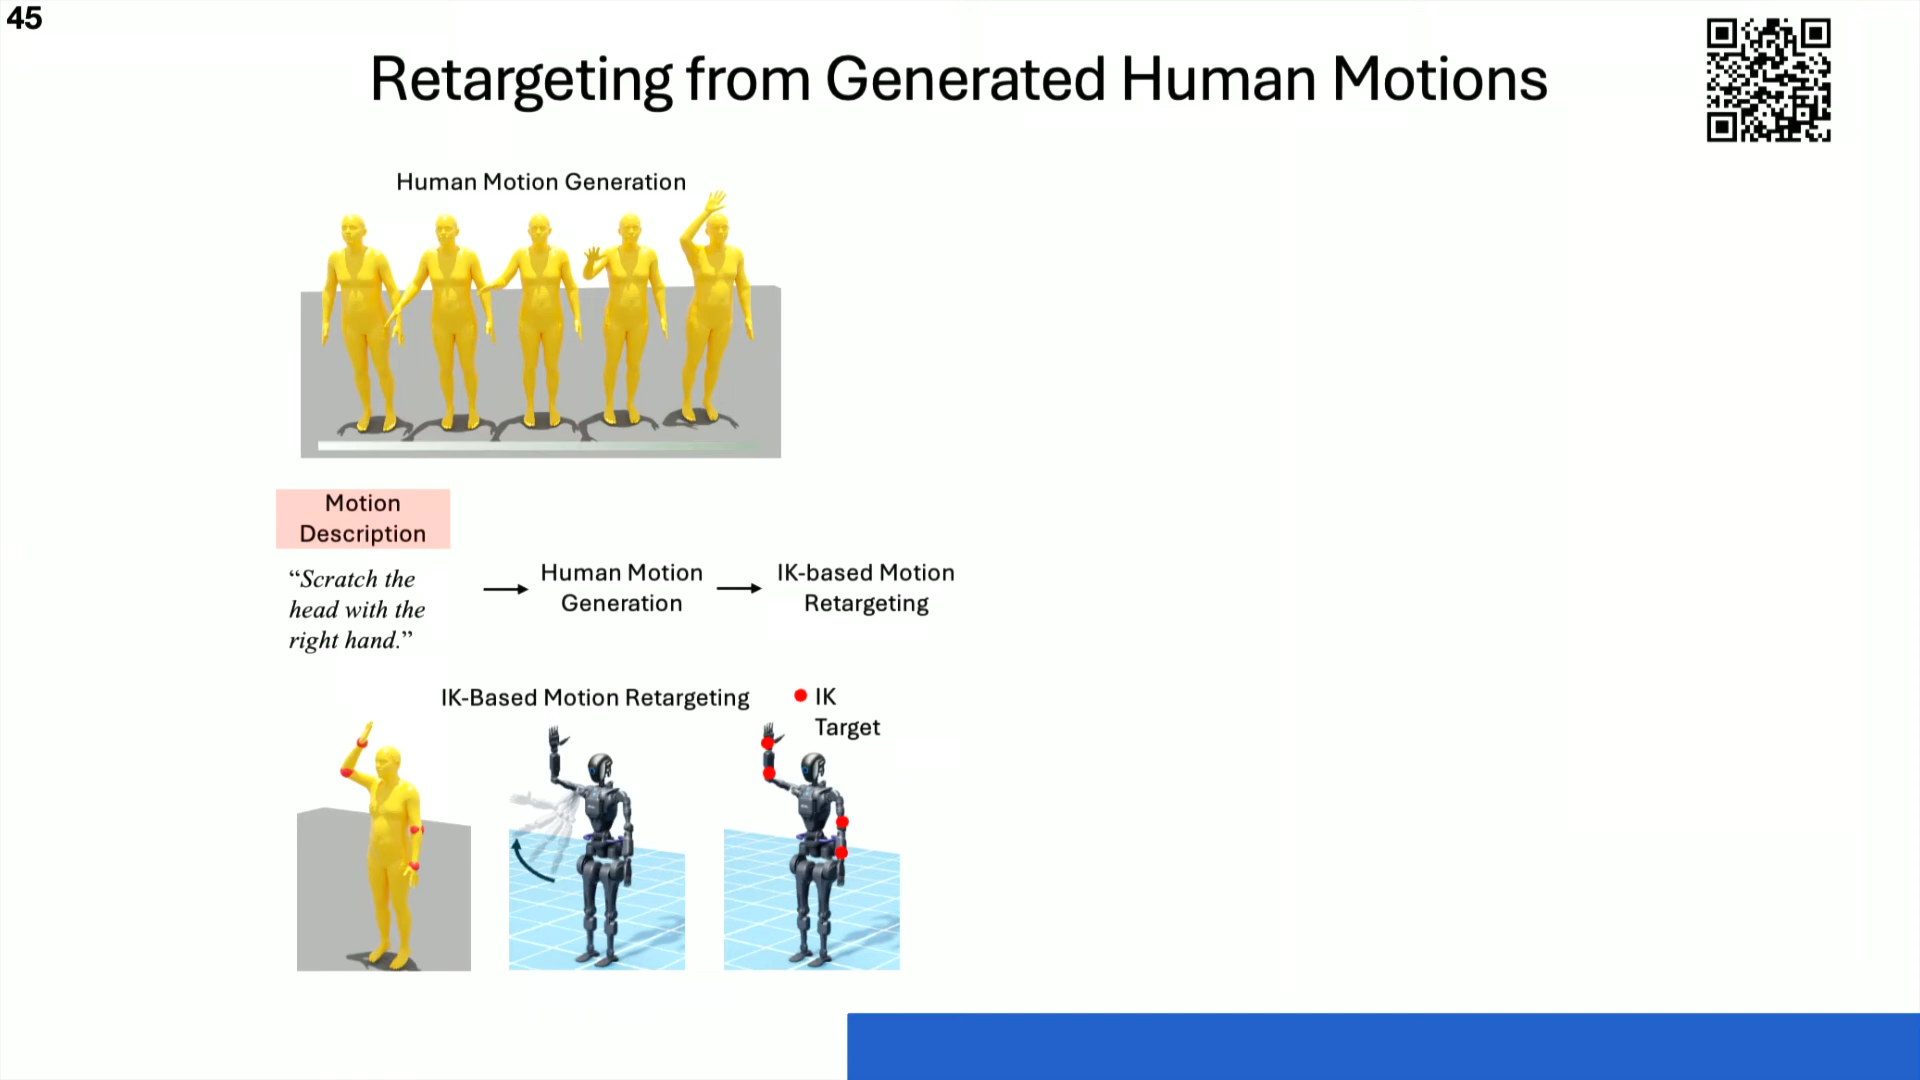 45
Retargeting from Generated Human Motions
Human Motion Generation
Motion
Description
“Scratch the
head with the
right hand.”
Human Motion
Generation
IK-based Motion
Retargeting
IK-Based Motion Retargeting
IK
Target